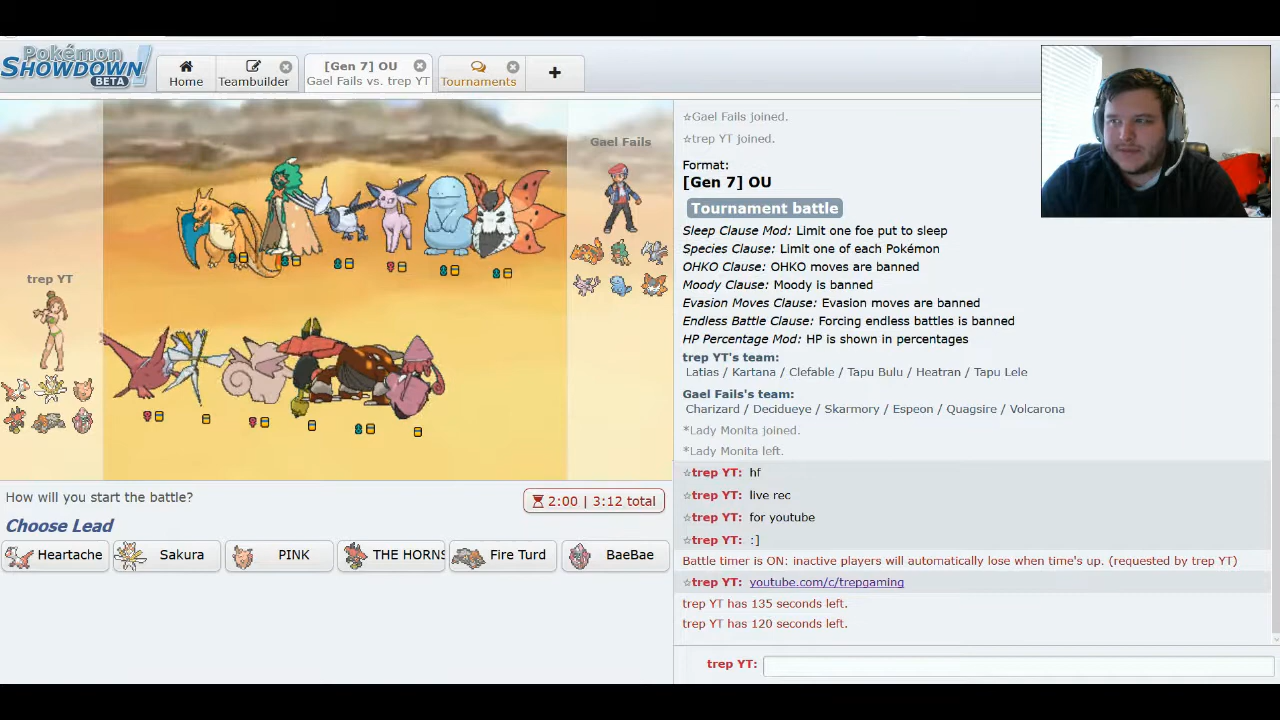 Pokémon
SHOWDOWN!
BETA
Home
Teambuilder
[Gen 7] OU
Gael Fails vs. trep YT
Tournaments
+
Gael Fails
trep YT
How will you start the battle?
2:00 | 3:12 total
Choose Lead
Heartache
Sakura
PINK
THE HORNS
Fire Turd
BaeBae
☆Gael Fails joined.
☆trep YT joined.
Format:
[Gen 7] OU
Tournament battle
Sleep Clause Mod: Limit one foe put to sleep
Species Clause: Limit one of each Pokémon
OHKO Clause: OHKO moves are banned
Moody Clause: Moody is banned
Evasion Moves Clause: Evasion moves are banned
Endless Battle Clause: Forcing endless battles is banned
HP Percentage Mod: HP is shown in percentages
trep YT's team:
Latias / Kartana / Clefable / Tapu Bulu / Heatran / Tapu Lele
Gael Fails's team:
Charizard / Decidueye / Skarmory / Espeon / Quagsire / Volcarona
*Lady Monita joined.
*Lady Monita left.
☆trep YT: hf
☆trep YT: live rec
☆trep YT: for youtube
☆trep YT: :]
Battle timer is ON: inactive players will automatically lose when time's up. (requested by trep YT)
☆trep YT: youtube.com/c/trepgaming
trep YT has 135 seconds left.
trep YT has 120 seconds left.
trep YT: